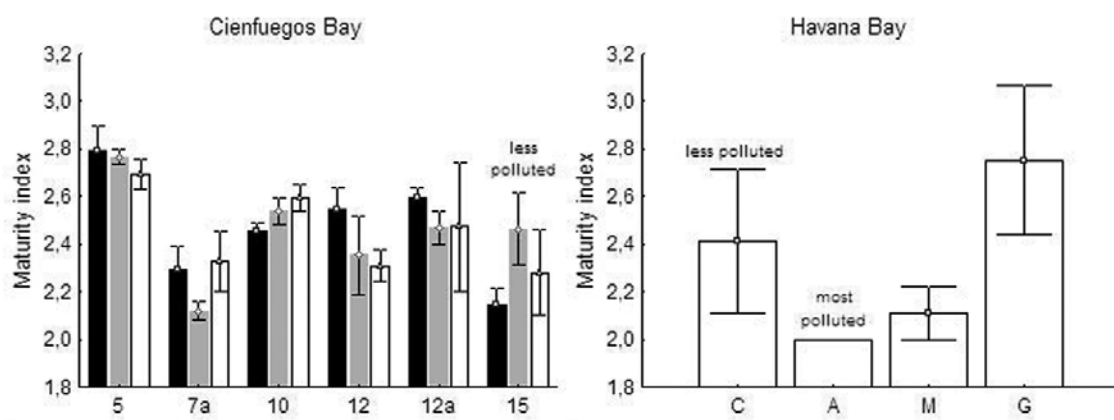 Cienfuegos Bay
Maturity index
3,2
3,0
2,8
2,6
2,4
2,2
2,0
1,8
less
polluted
5 7a 10 12 12a 15
Havana Bay
Maturity index
3,2
3,0
2,8
2,6
2,4
2,2
2,0
1,8
less polluted
most
polluted
C A M G